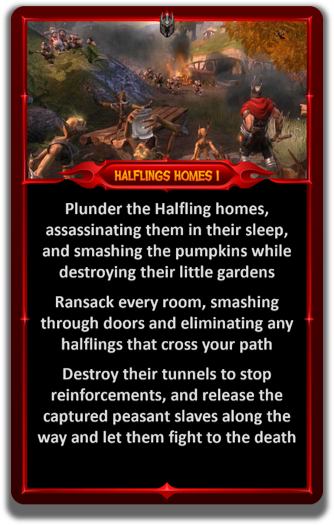 HALFLINGS HOMES 1
Plunder the Halfling homes,
assassinating them in their sleep,
and smashing the pumpkins while
destroying their little gardens
Ransack every room, smashing
through doors and eliminating any
halflings that cross your path
Destroy their tunnels to stop
reinforcements, and release the
captured peasant slaves along the
way and let them fight to the death